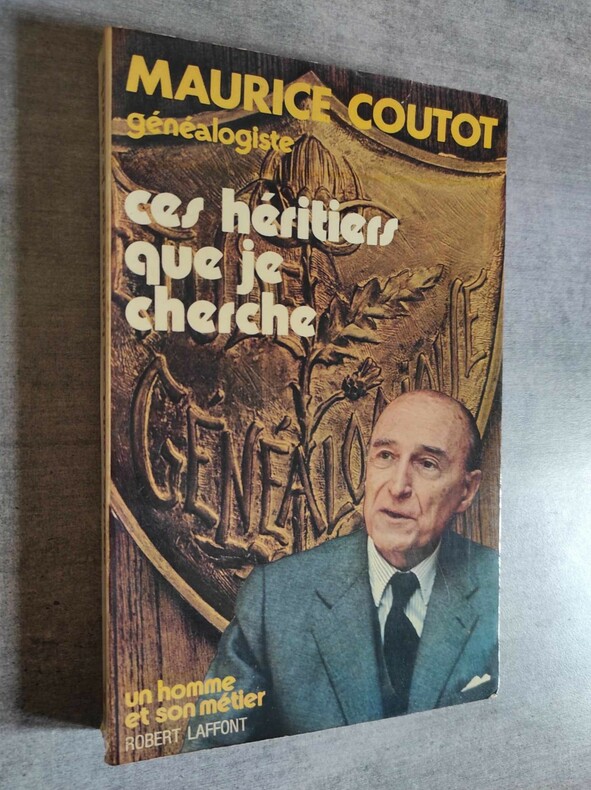 MAURICE COUTOT
généalogiste
ces héritiers
que je
cherche
un homme
et son métier
ROBERT LAFFONT